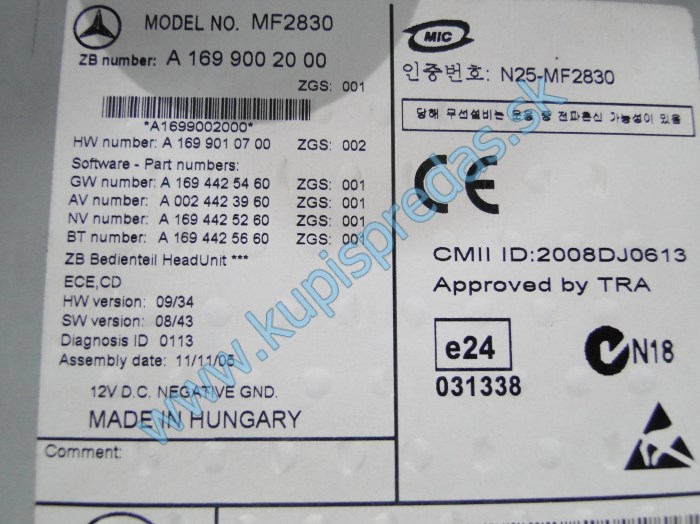 MODEL NO. MF2830
ZB number: A 169 900 20 00
ZGS: 001
*A1699002000*
HW number: A 169 901 07 00 ZGS: 002
Software - Part numbers:
GW number: A 169 442 54 60 ZGS: 001
AV number: A 002 442 39 60 ZGS: 001
NV number: A 169 442 52 60 ZGS: 001
BT number: A 169 442 56 60 ZGS: 001
ZB Bedienteil HeadUnit ***
ECE,CD
HW version: 09/34
SW version: 08/43
Diagnosis ID 0113
Assembly date: 11/11/05
12V D.C. NEGATIVE GND.
MADE IN HUNGARY
Comment:
MIC
인증번호: N25-MF2830
당해 무선설비는 운용 중 전파혼신 가능성이 있음
CE
CMII ID:2008DJ0613
Approved by TRA
e24
031338
N18
www.kupispredas.sk